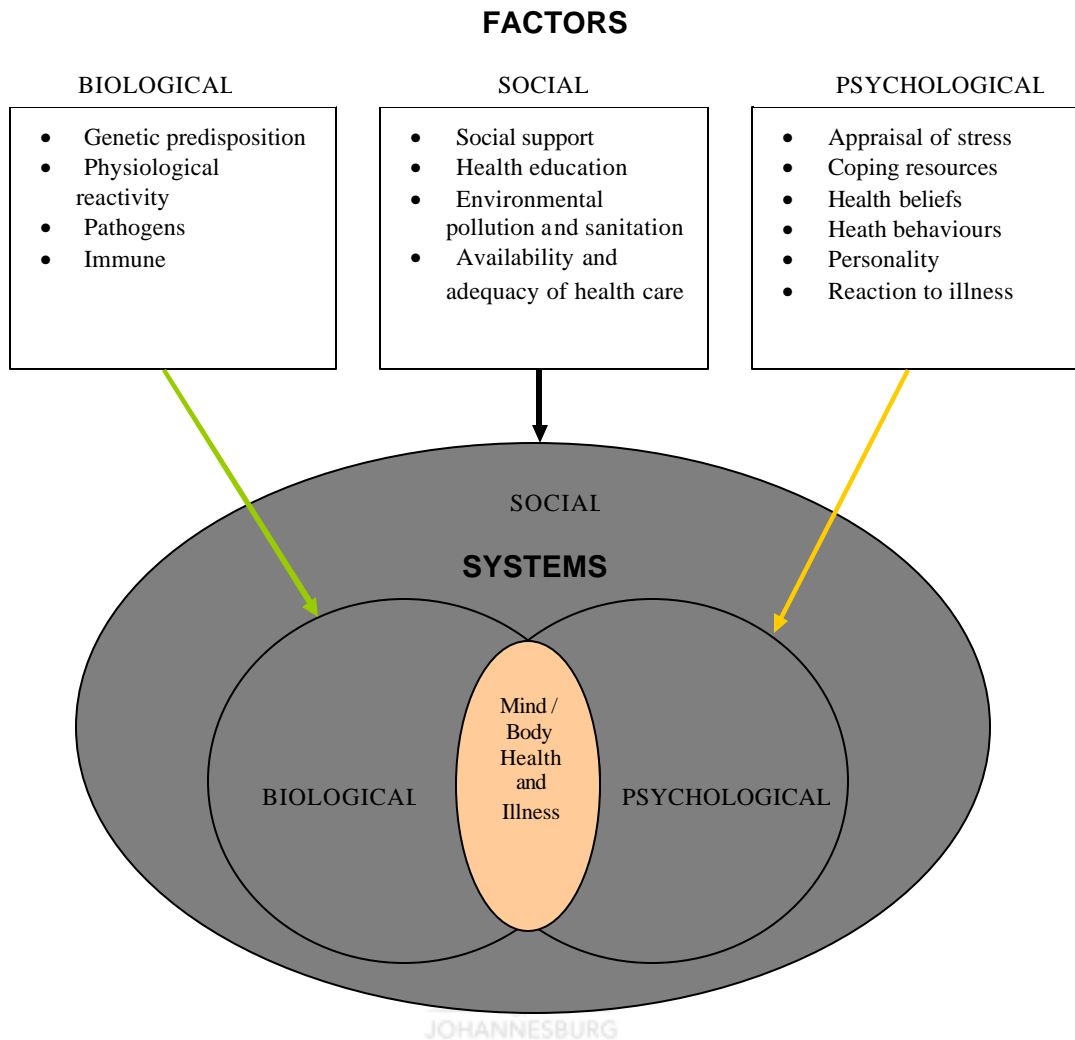 FACTORS
BIOLOGICAL
• Genetic predisposition
• Physiological
reactivity
• Pathogens
• Immune
SOCIAL
• Social support
• Health education
• Environmental
pollution and sanitation
• Availability and
adequacy of health care
PSYCHOLOGICAL
• Appraisal of stress
• Coping resources
• Health beliefs
• Heath behaviours
• Personality
• Reaction to illness
SOCIAL
SYSTEMS
Mind /
Body
Health
and
Illness
BIOLOGICAL
PSYCHOLOGICAL
JOHANNESBURG